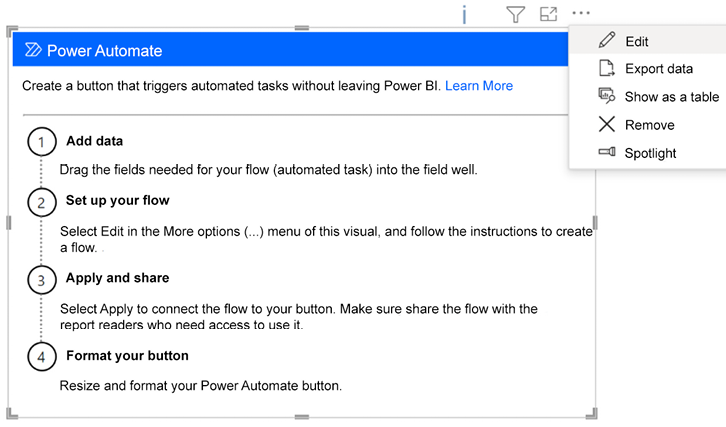 Power Automate
Create a button that triggers automated tasks without leaving Power BI. Learn More
1 Add data
Drag the fields needed for your flow (automated task) into the field well.
2 Set up your flow
Select Edit in the More options (...) menu of this visual, and follow the instructions to create
a flow.
3 Apply and share
Select Apply to connect the flow to your button. Make sure share the flow with the
report readers who need access to use it.
4 Format your button
Resize and format your Power Automate button.
Edit
Export data
Show as a table
Remove
Spotlight